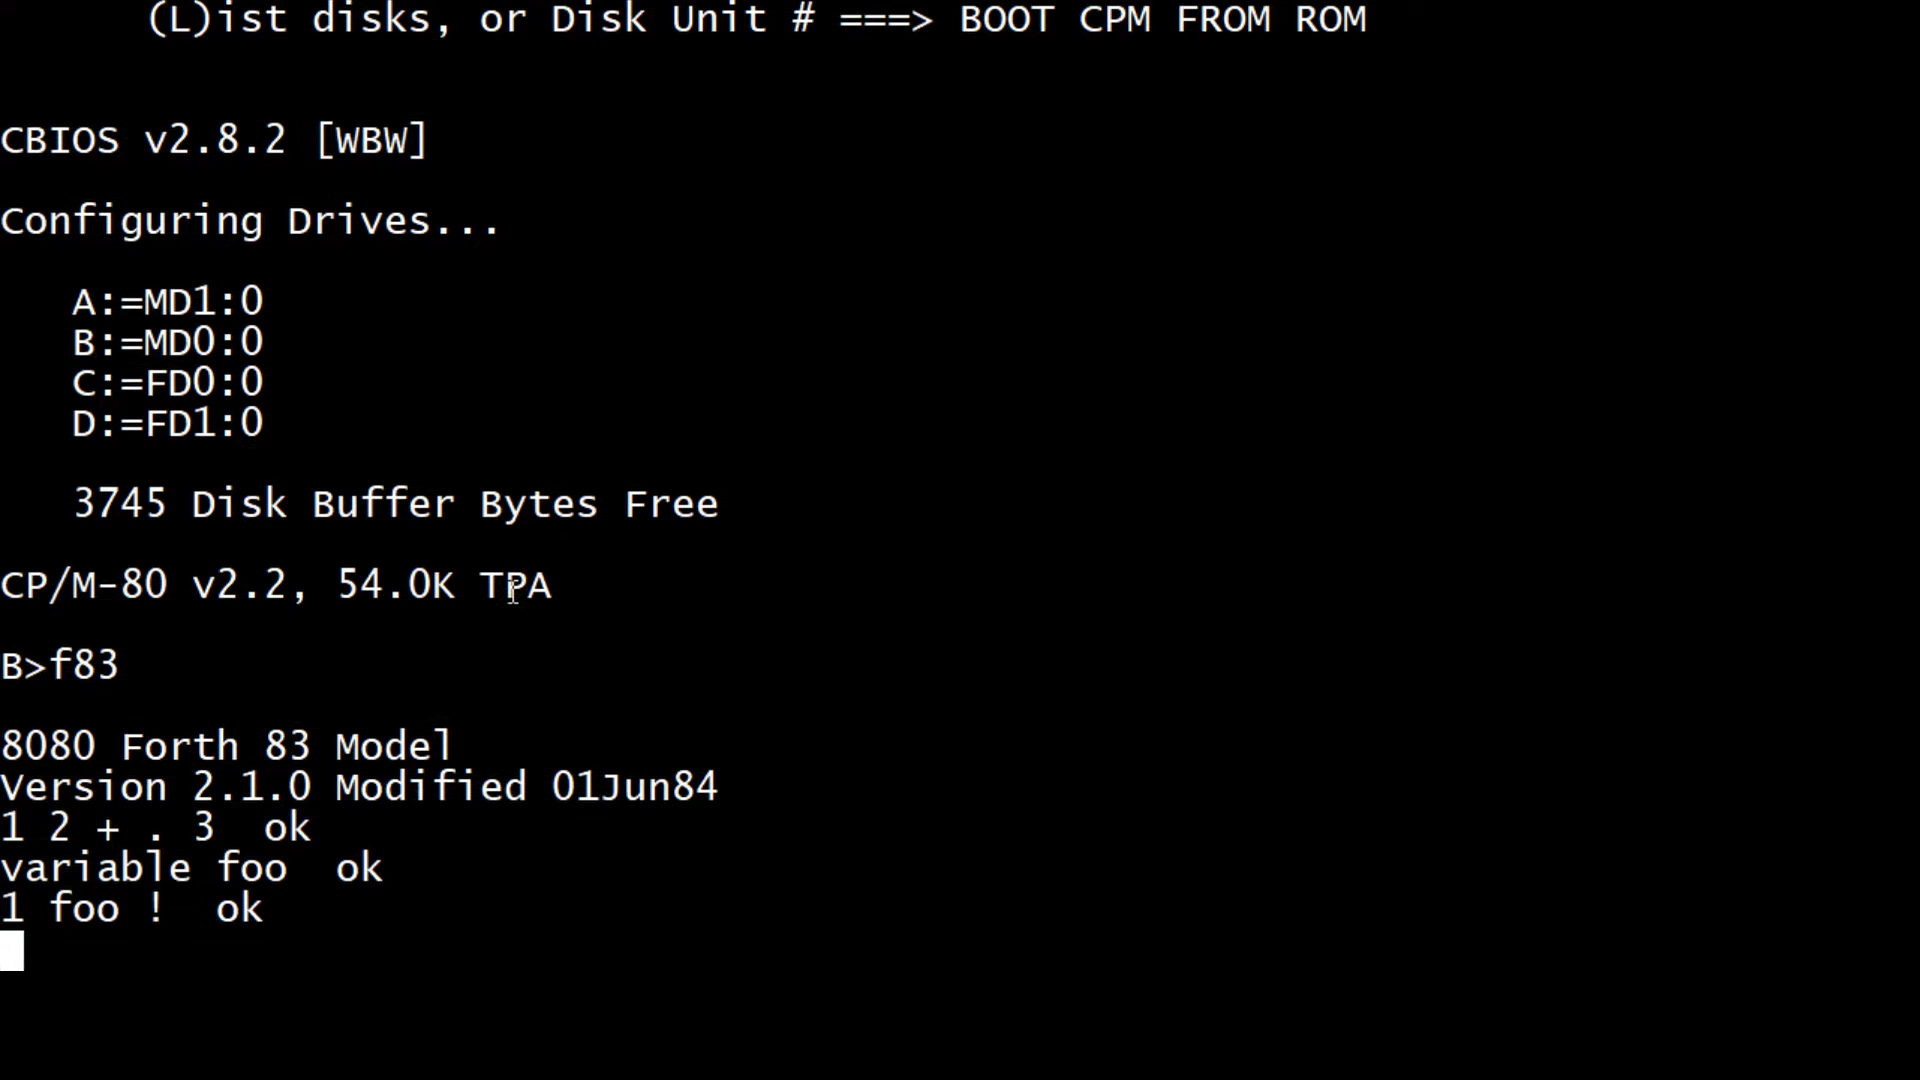 (L)ist disks, or Disk Unit # ===> BOOT CPM FROM ROM
CBIOS v2.8.2 [WBW]
Configuring Drives...
A:=MD1:0
B:=MD0:0
C:=FD0:0
D:=FD1:0
3745 Disk Buffer Bytes Free
CP/M-80 v2.2, 54.0K TPA
B>f83
8080 Forth 83 Model
Version 2.1.0 Modified 01Jun84
1 2 + . 3  ok
variable foo  ok
1 foo !  ok